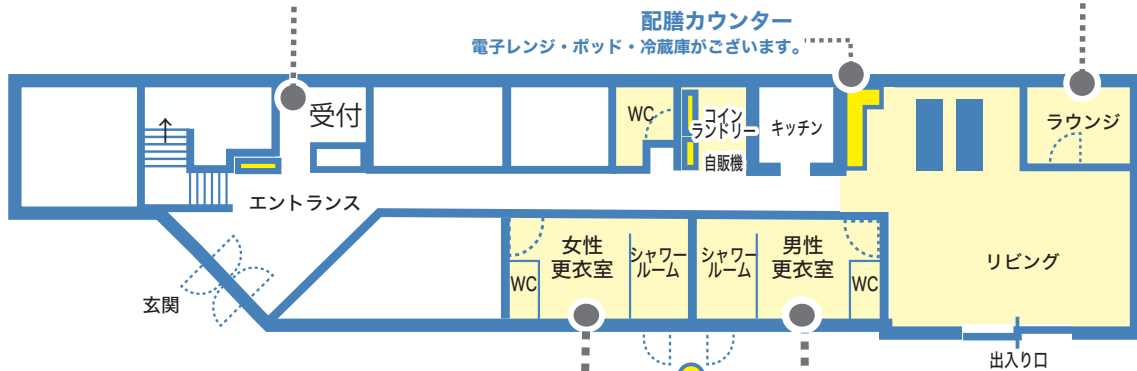 配膳カウンター
電子レンジ・ポッド・冷蔵庫がございます。
受付
WC
コイン
ランドリー
自販機
キッチン
ラウンジ
エントランス
女性
更衣室
シャワー
ルーム
シャワー
ルーム
男性
更衣室
リビング
WC
WC
玄関
出入り口